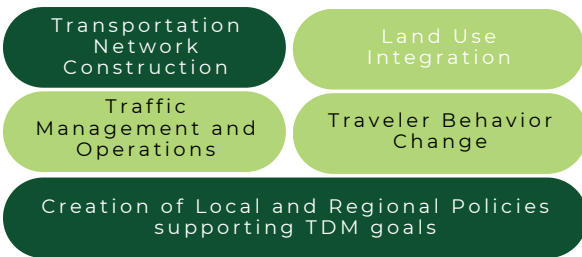 Transportation
Network
Construction
Land Use
Integration
Traffic
Management and
Operations
Traveler Behavior
Change
Creation of Local and Regional Policies
supporting TDM goals